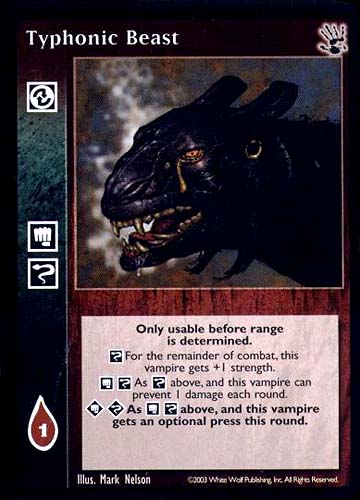 Typhonic Beast
Only usable before range
is determined.
For the remainder of combat, this
vampire gets +1 strength.
As above, and this vampire can
prevent 1 damage each round.
As above, and this vampire
gets an optional press this round.
1
Illus. Mark Nelson
©2003 White Wolf Publishing, Inc. All Rights Reserved.